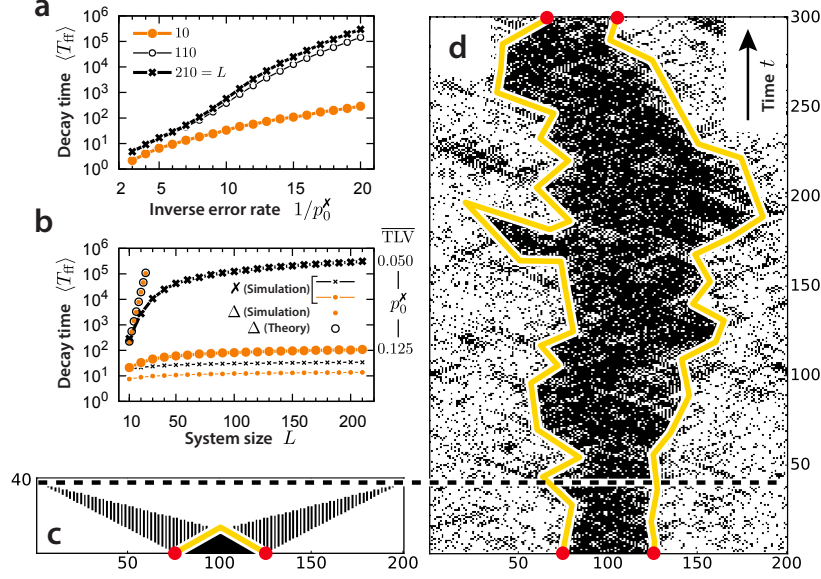 a
10⁶
10⁵
10⁴
10³
10²
10¹
10⁰
Decay time ⟨T_ff⟩
10
110
210 = L
2 5 10 15 20
Inverse error rate 1/p₀^✗
b
10⁶
10⁵
10⁴
10³
10²
10¹
10⁰
Decay time ⟨T_ff⟩
✗ (Simulation)
△ (Simulation)
△ (Theory)
TLV
0.050
p₀^✗
0.125
10 50 100 150 200
System size L
c
40
50 100 150 200
d
Time t
300
250
200
150
100
50
50 100 150 200